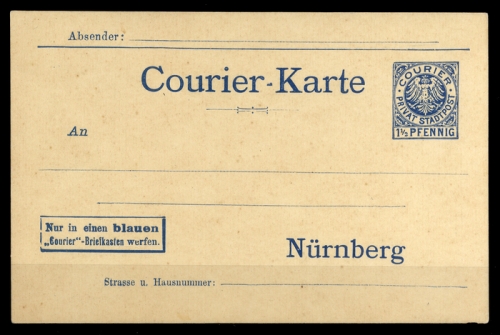 Absender:
Courier-Karte
COURIER
PRIVAT STADTPOST
1½ PFENNIG
An
Nur in einen blauen
„Courier"-Briefkasten werfen.
Nürnberg
Strasse u. Hausnummer: